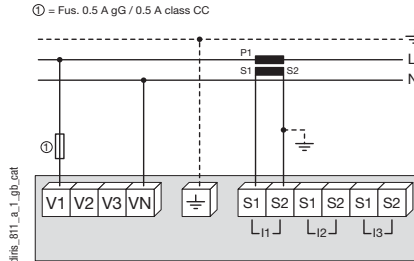 ① = Fus. 0.5 A gG / 0.5 A class CC
P1
L
S1 S2
N
①
V1 V2 V3 VN S1 S2 S1 S2 S1 S2
I1 I2 I3
diris_811_a_1_gb_cat